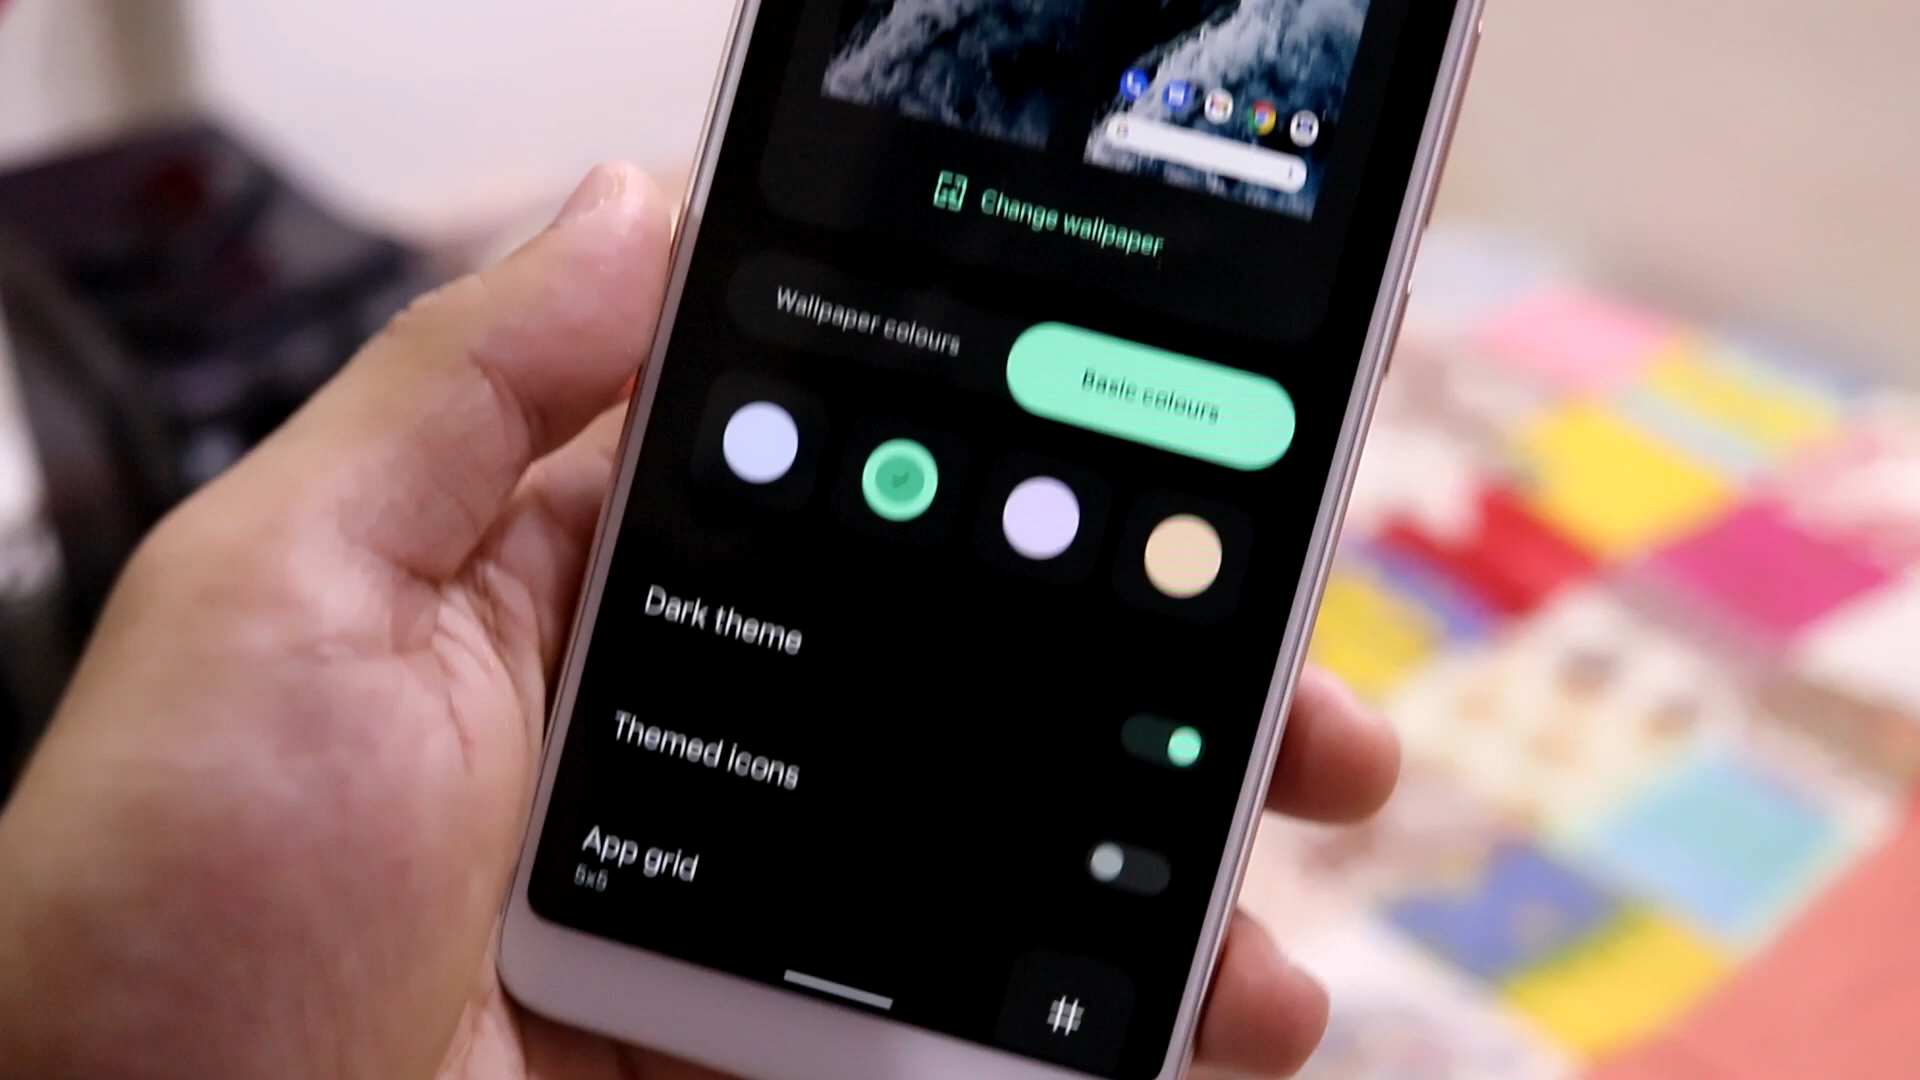 Change wallpaper
Wallpaper colours
Basic colours
Dark theme
Themed icons
App grid
5x5